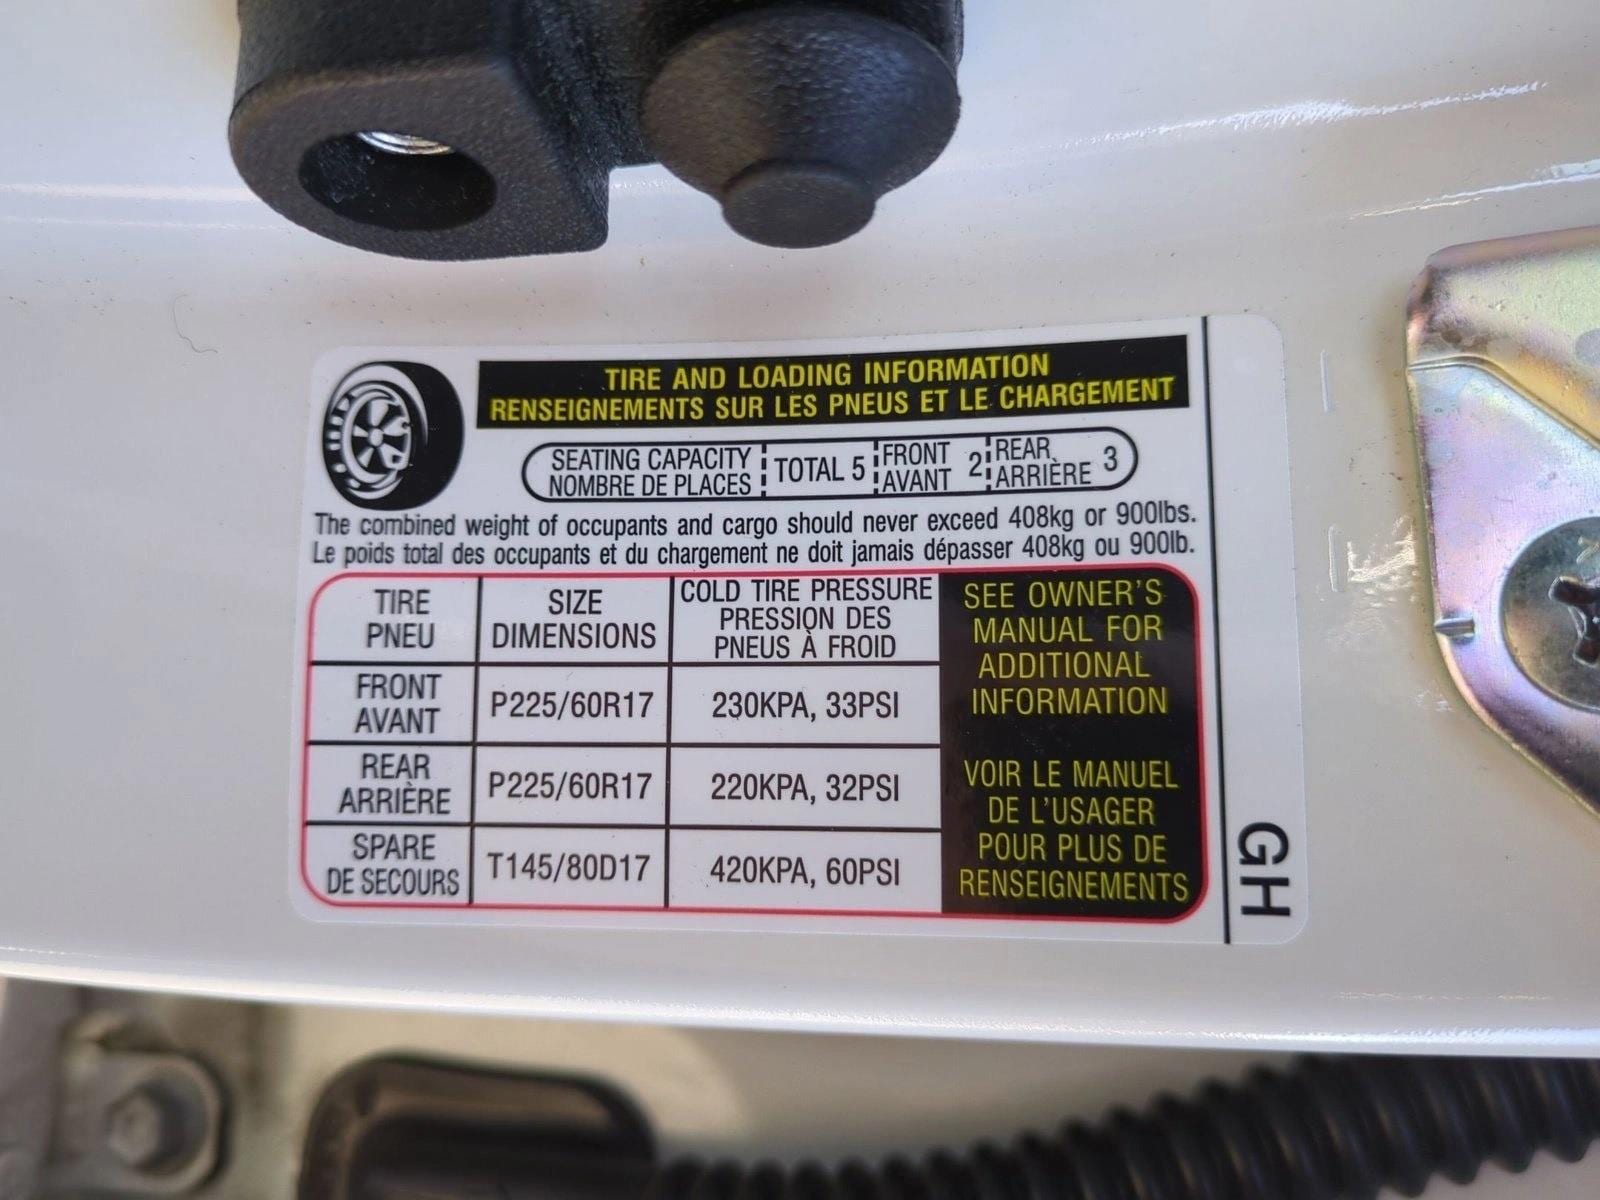 TIRE AND LOADING INFORMATION
RENSEIGNEMENTS SUR LES PNEUS ET LE CHARGEMENT
SEATING CAPACITY
NOMBRE DE PLACES
TOTAL 5
FRONT
AVANT
2
REAR
ARRIÈRE
3
The combined weight of occupants and cargo should never exceed 408kg or 900lbs.
Le poids total des occupants et du chargement ne doit jamais dépasser 408kg ou 900lb.
TIRE
PNEU
SIZE
DIMENSIONS
COLD TIRE PRESSURE
PRESSION DES
PNEUS À FROID
FRONT
AVANT
P225/60R17
230KPA, 33PSI
REAR
ARRIÈRE
P225/60R17
220KPA, 32PSI
SPARE
DE SECOURS
T145/80D17
420KPA, 60PSI
SEE OWNER'S
MANUAL FOR
ADDITIONAL
INFORMATION
VOIR LE MANUEL
DE L'USAGER
POUR PLUS DE
RENSEIGNEMENTS
GH